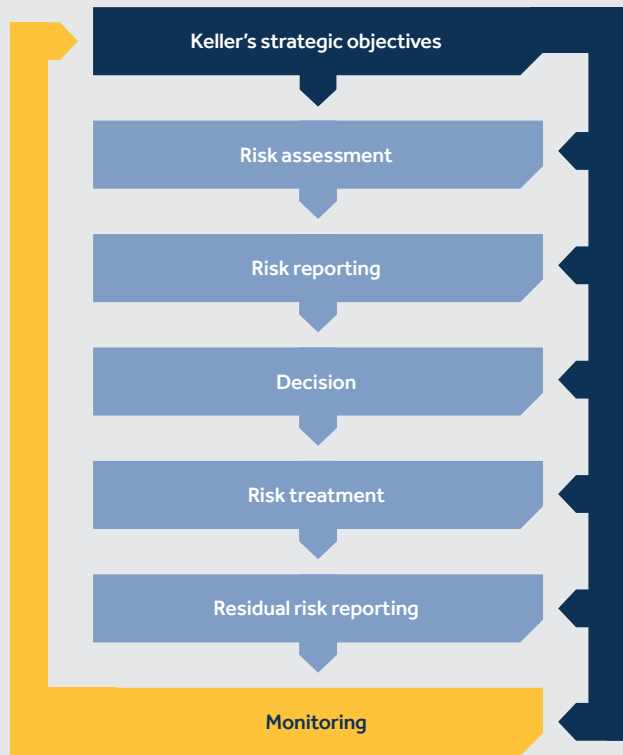 Keller’s strategic objectives
Risk assessment
Risk reporting
Decision
Risk treatment
Residual risk reporting
Monitoring